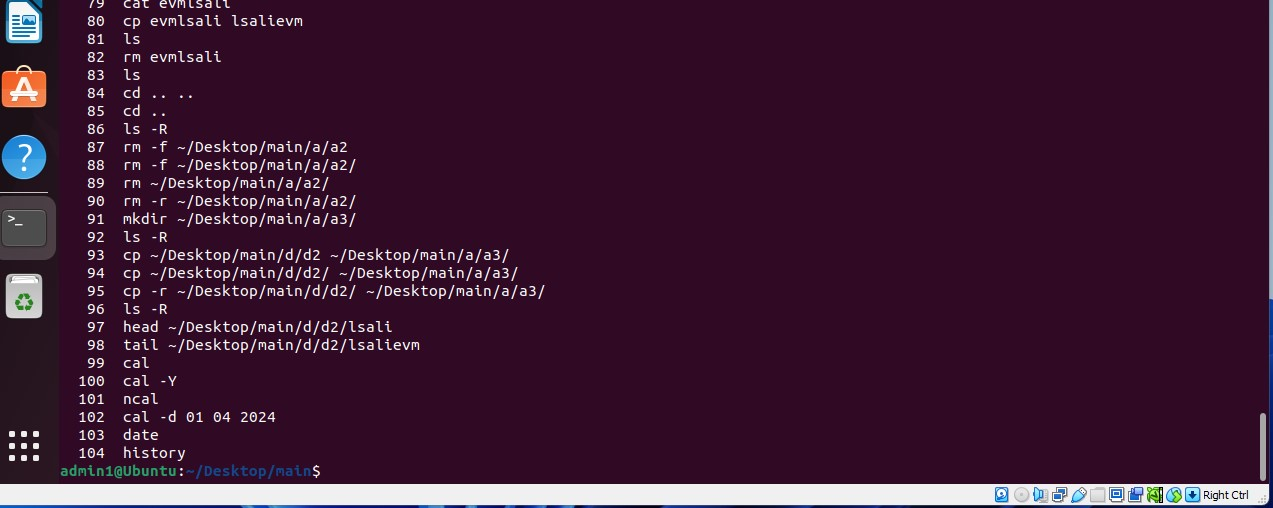 79 cat evmlsali
80 cp evmlsali lsalievm
81 ls
82 rm evmlsali
83 ls
84 cd .. ..
85 cd ..
86 ls -R
87 rm -f ~/Desktop/main/a/a2
88 rm -f ~/Desktop/main/a/a2/
89 rm ~/Desktop/main/a/a2/
90 rm -r ~/Desktop/main/a/a2/
91 mkdir ~/Desktop/main/a/a3/
92 ls -R
93 cp ~/Desktop/main/d/d2 ~/Desktop/main/a/a3/
94 cp ~/Desktop/main/d/d2/ ~/Desktop/main/a/a3/
95 cp -r ~/Desktop/main/d/d2/ ~/Desktop/main/a/a3/
96 ls -R
97 head ~/Desktop/main/d/d2/lsali
98 tail ~/Desktop/main/d/d2/lsalievm
99 cal
100 cal -Y
101 ncal
102 cal -d 01 04 2024
103 date
104 history
admin1@Ubuntu:~/Desktop/main$
Right Ctrl